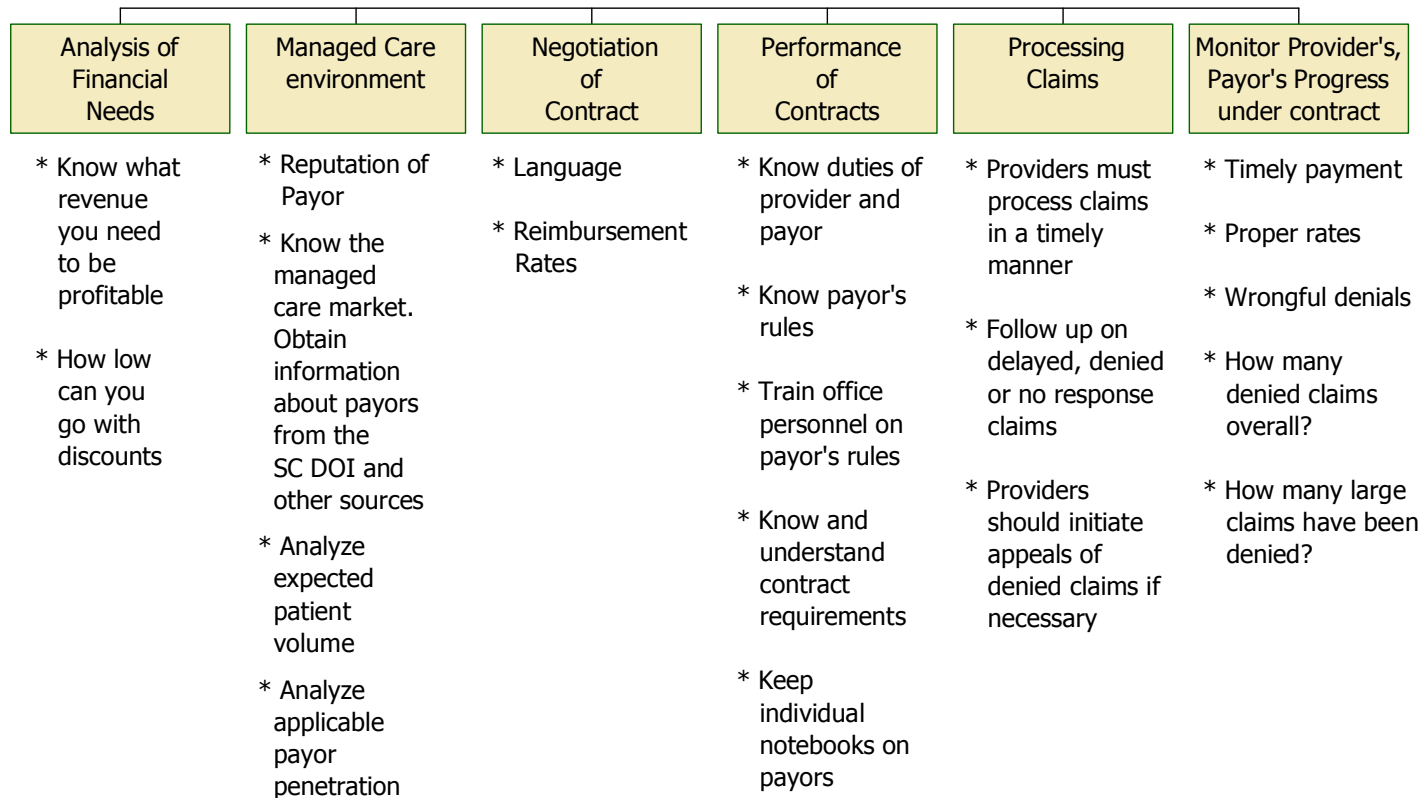 Analysis of
Financial
Needs
* Know what
revenue
you need
to be
profitable
* How low
can you
go with
discounts
Managed Care
environment
* Reputation of
Payor
* Know the
managed
care market.
Obtain
information
about payors
from the
SC DOI and
other sources
* Analyze
expected
patient
volume
* Analyze
applicable
payor
penetration
Negotiation
of
Contract
* Language
* Reimbursement
Rates
Performance
of
Contracts
* Know duties of
provider and
payor
* Know payor's
rules
* Train office
personnel on
payor's rules
* Know and
understand
contract
requirements
* Keep
individual
notebooks on
payors
Processing
Claims
* Providers must
process claims
in a timely
manner
* Follow up on
delayed, denied
or no response
claims
* Providers
should initiate
appeals of
denied claims if
necessary
Monitor Provider's,
Payor's Progress
under contract
* Timely payment
* Proper rates
* Wrongful denials
* How many
denied claims
overall?
* How many large
claims have been
denied?